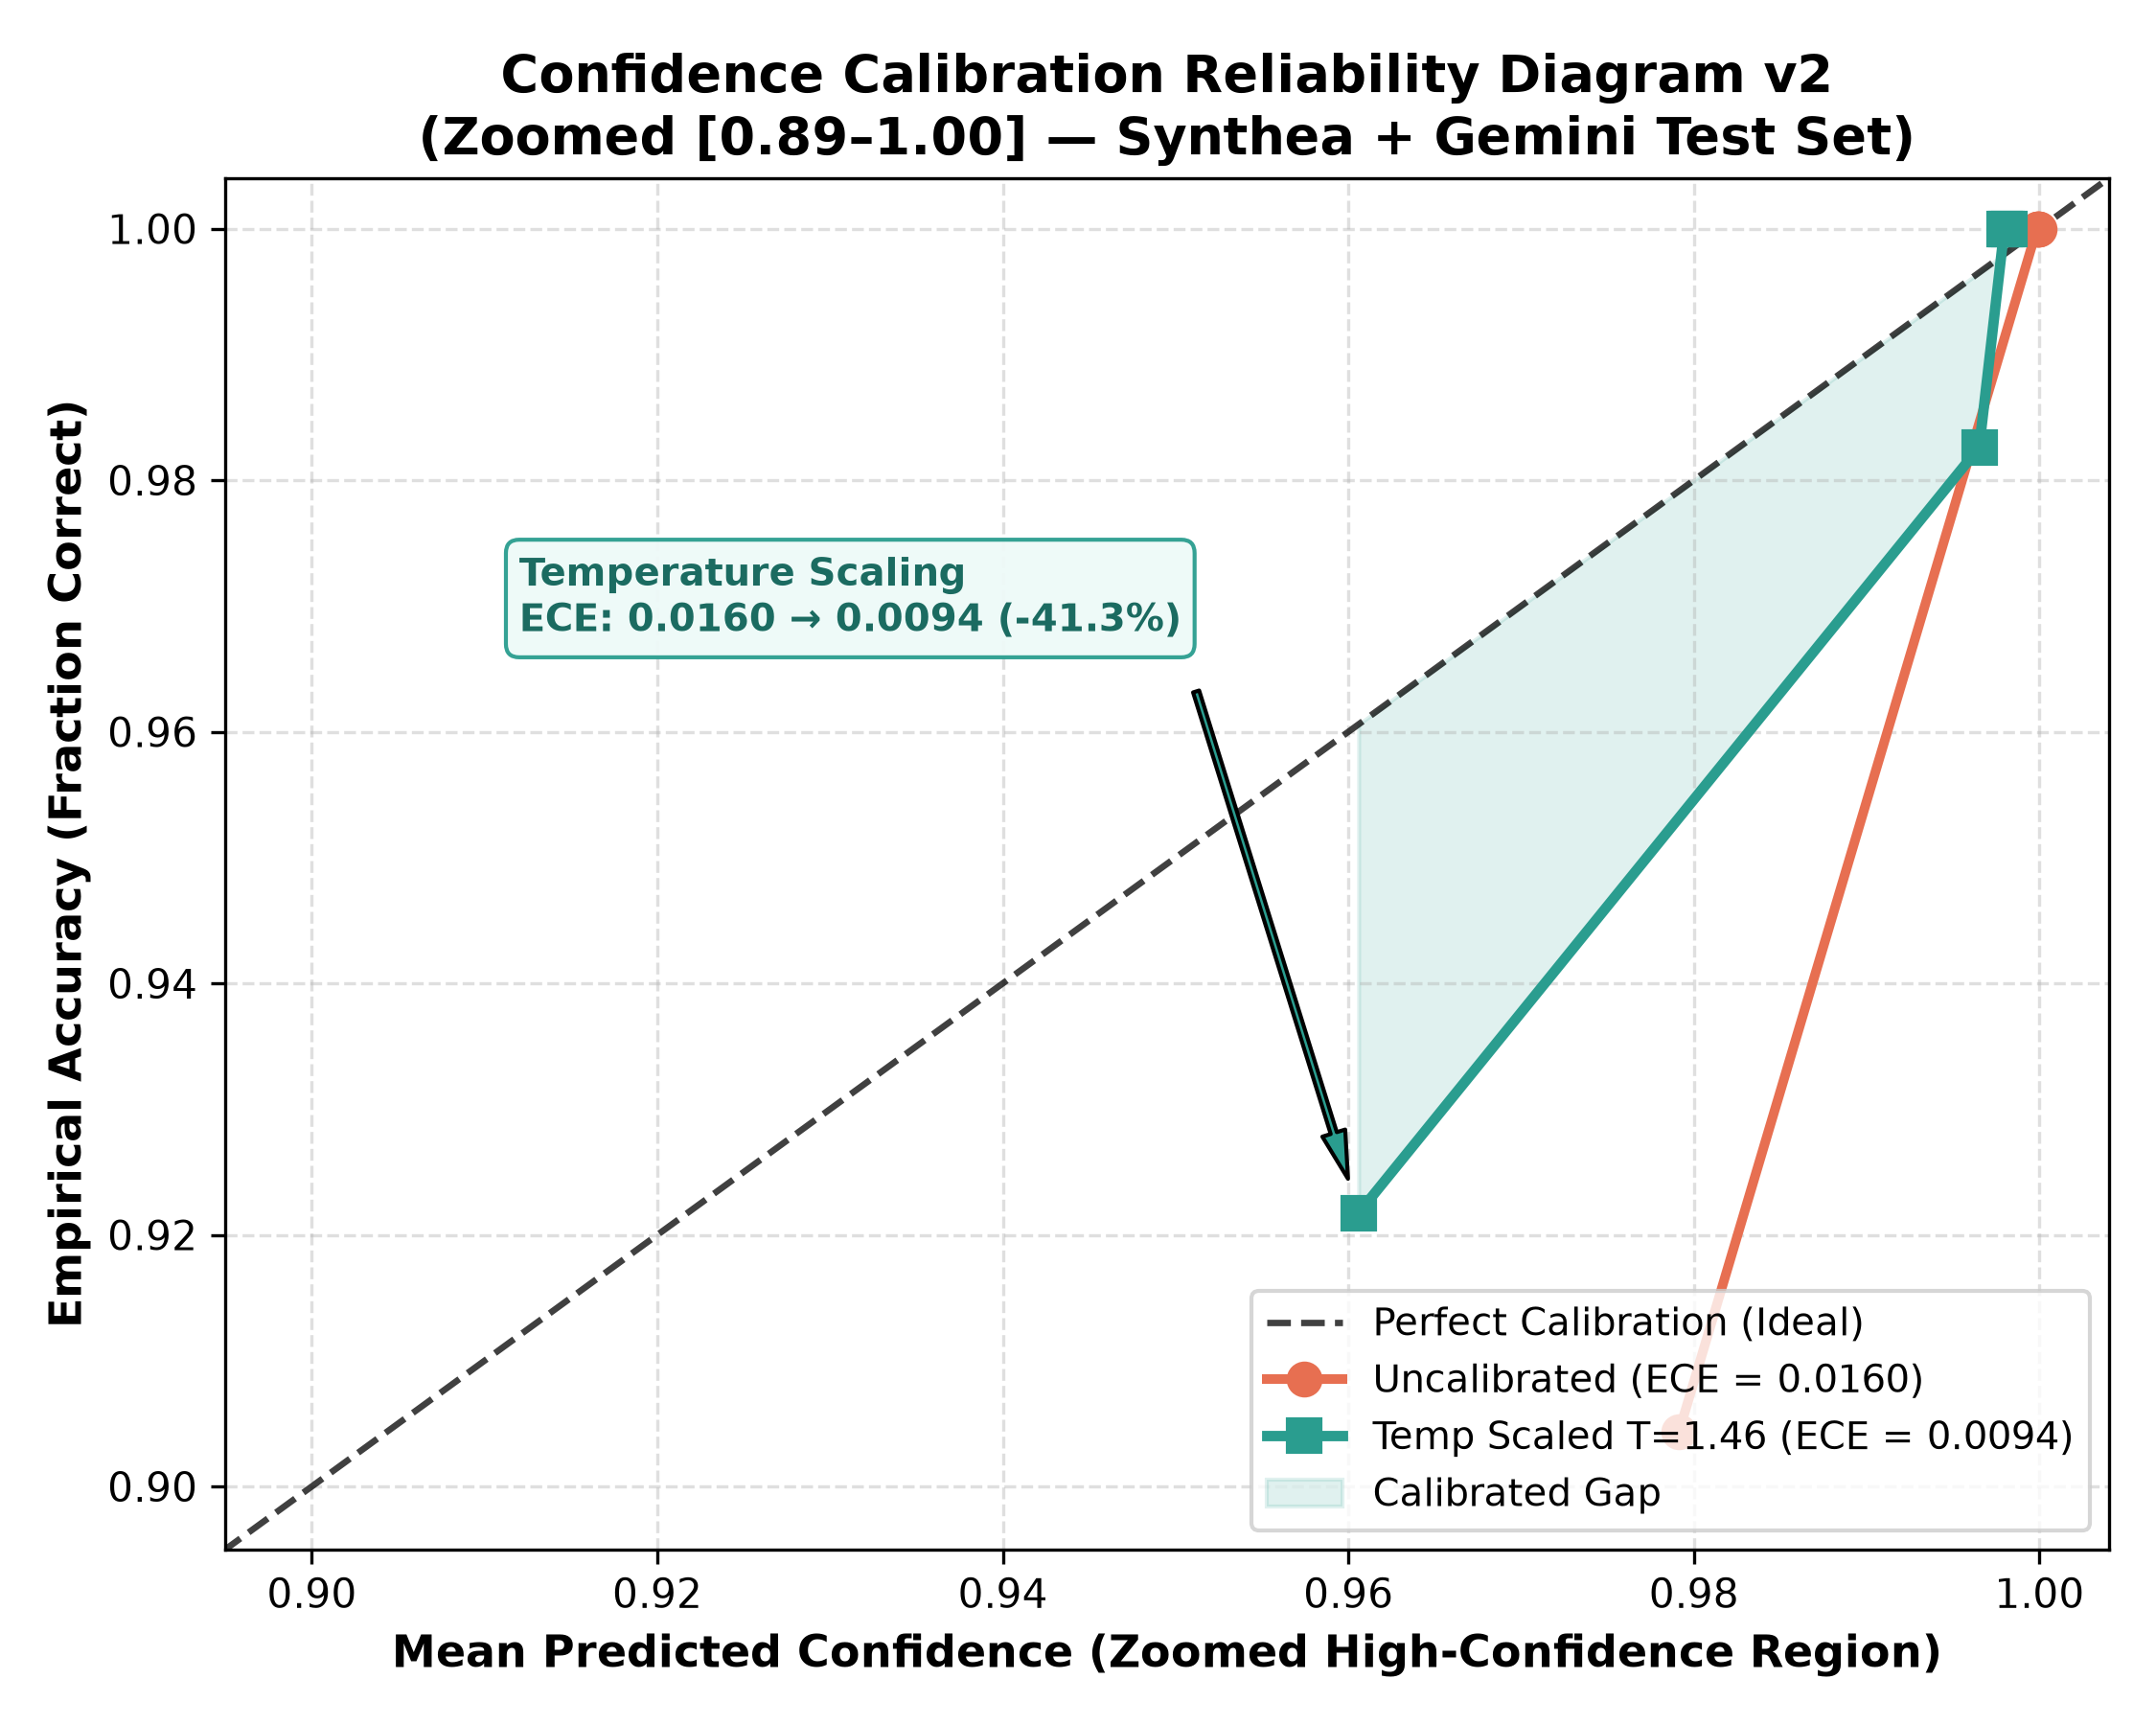 Confidence Calibration Reliability Diagram v2
(Zoomed [0.89–1.00] — Synthea + Gemini Test Set)
Empirical Accuracy (Fraction Correct)
1.00
0.98
0.96
0.94
0.92
0.90
Temperature Scaling
ECE: 0.0160 → 0.0094 (-41.3%)
Perfect Calibration (Ideal)
Uncalibrated (ECE = 0.0160)
Temp Scaled T=1.46 (ECE = 0.0094)
Calibrated Gap
0.90 0.92 0.94 0.96 0.98 1.00
Mean Predicted Confidence (Zoomed High-Confidence Region)